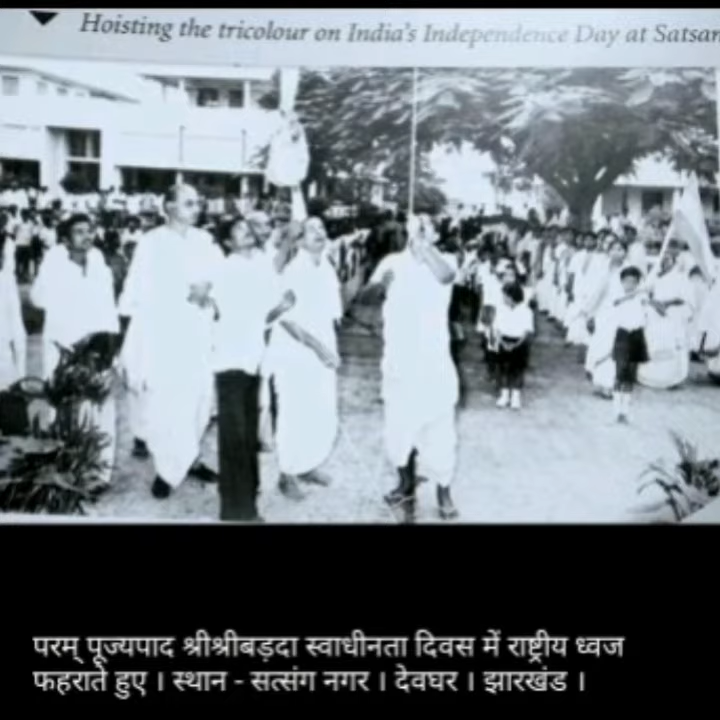 Hoisting the tricolour on India's Independence Day at Satsan
परम् पूज्यपाद श्रीश्रीबड़दा स्वाधीनता दिवस में राष्ट्रीय ध्वज
फहराते हुए । स्थान - सत्संग नगर । देवघर । झारखंड ।